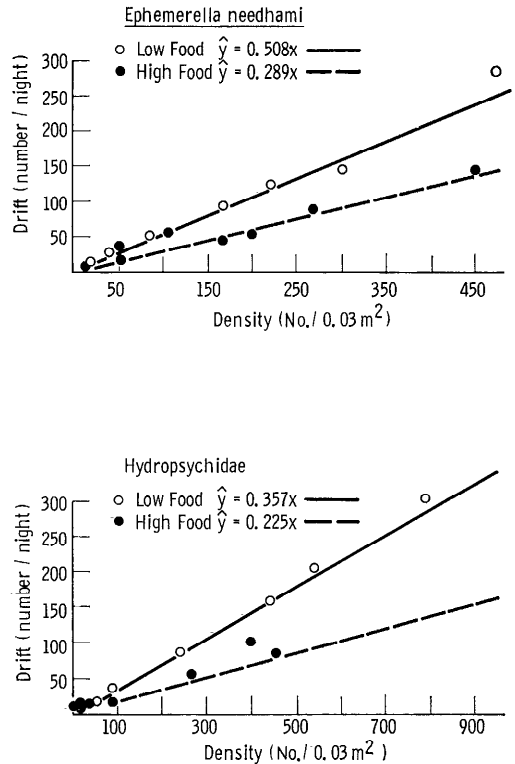 Ephemerella needhami
○ Low Food ŷ = 0.508x
● High Food ŷ = 0.289x
Drift (number / night)
300
250
200
150
100
50
50 150 250 350 450
Density (No./ 0.03 m²)
Hydropsychidae
○ Low Food ŷ = 0.357x
● High Food ŷ = 0.225x
Drift (number / night)
300
200
150
100
50
100 300 500 700 900
Density (No./ 0.03 m²)